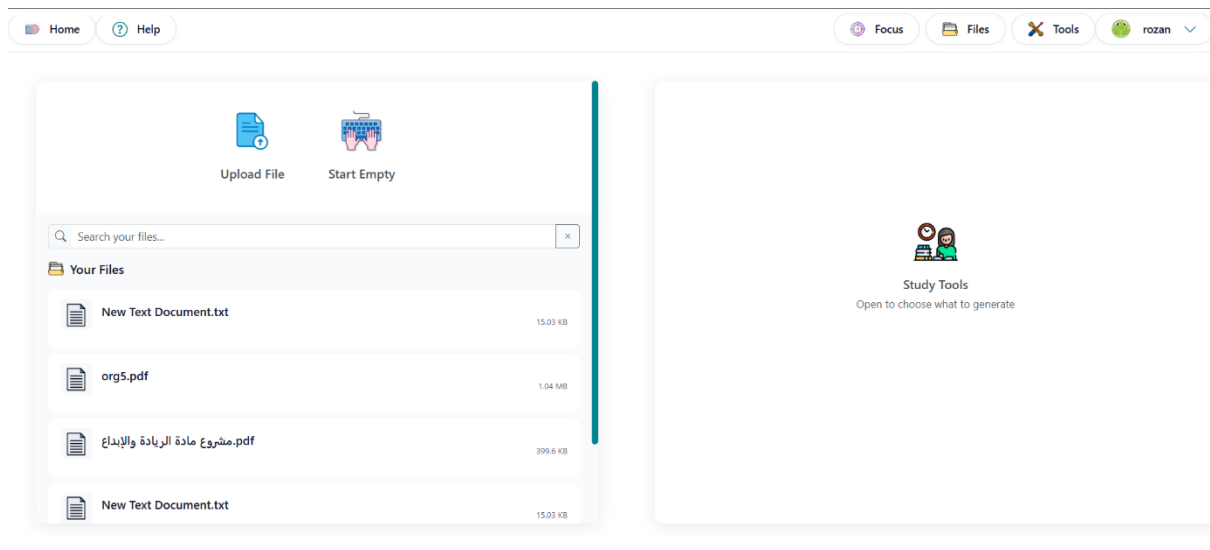 Home Help Focus Files Tools rozan
Upload File Start Empty
Search your files... ×
Your Files
New Text Document.txt
15.03 KB
org5.pdf
1.04 MB
مشروع مادة الريادة والإبداع.pdf
399.6 KB
New Text Document.txt
15.03 KB
Study Tools
Open to choose what to generate